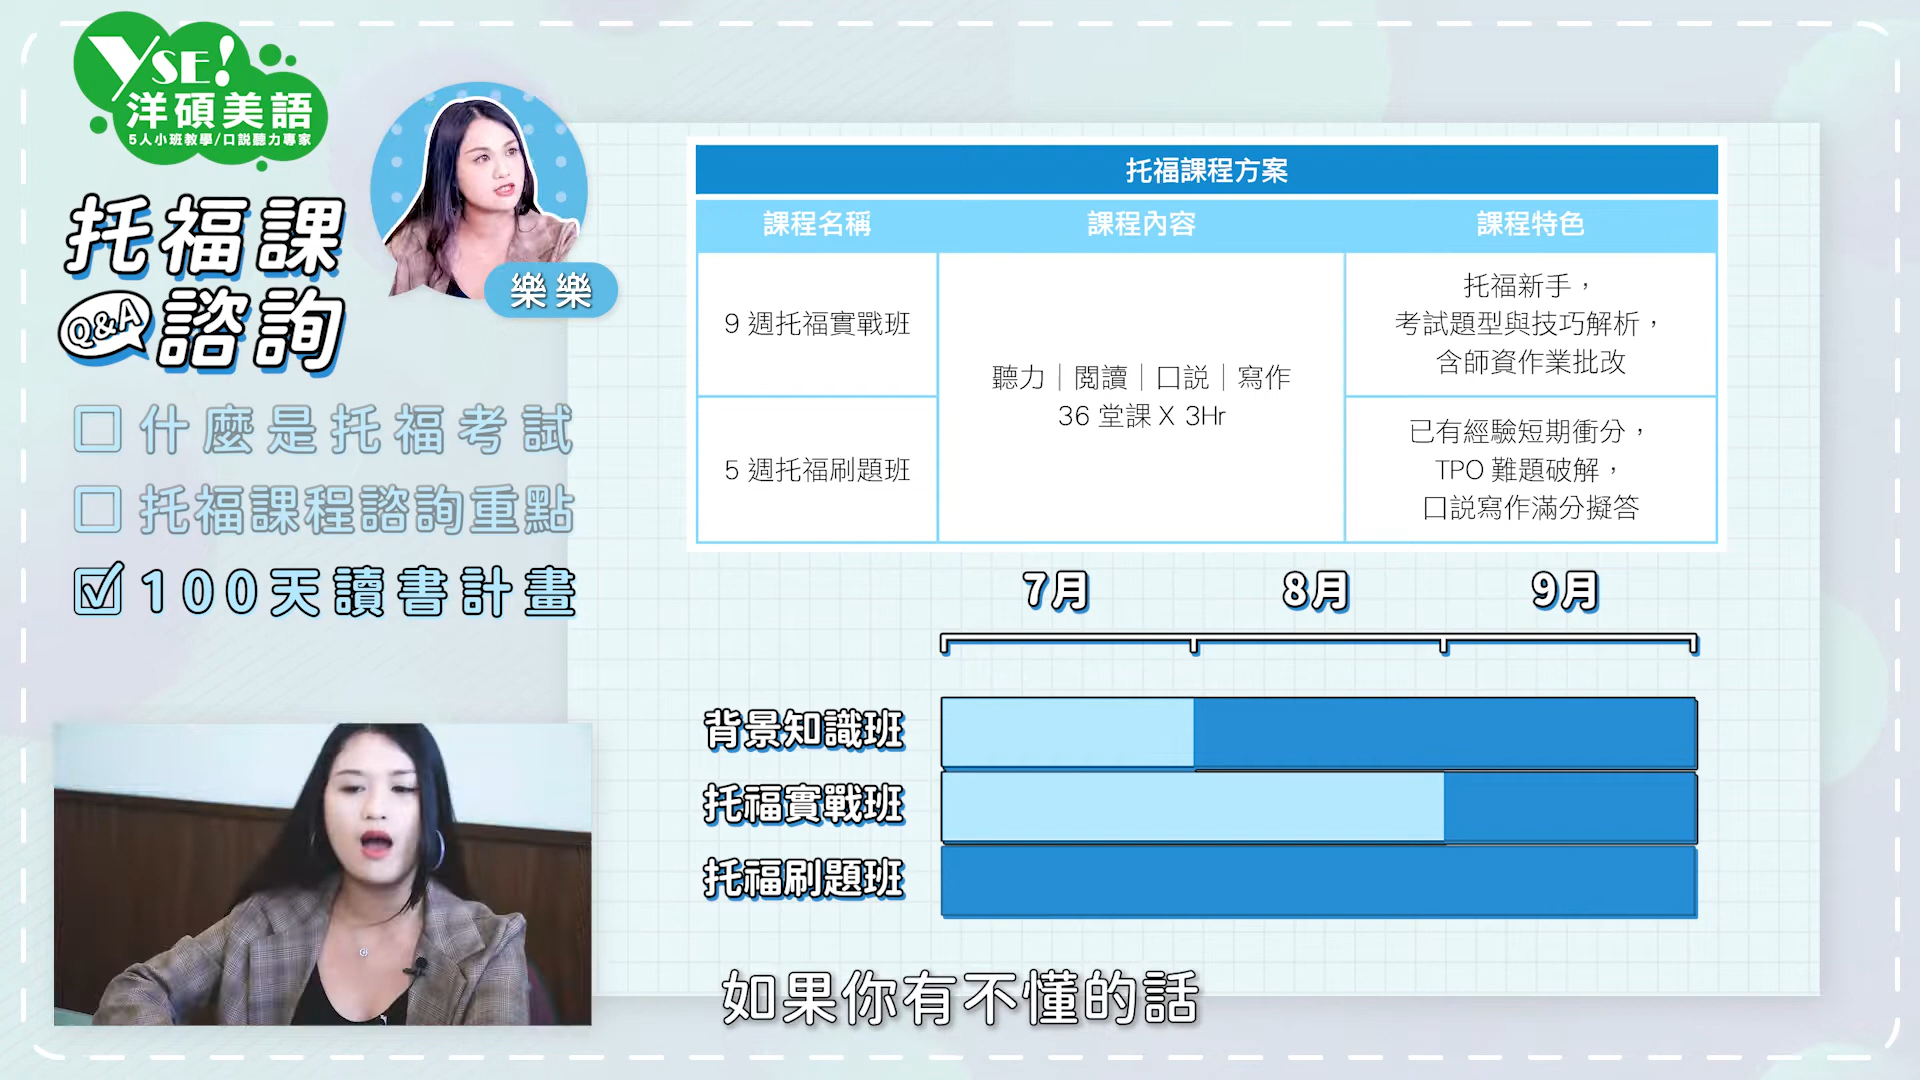 YSE!
洋碩美語
5人小班教學/口説聽力專家
托福課
Q&A 諮詢
樂樂
什麼是托福考試
托福課程諮詢重點
100天讀書計畫
托福課程方案
課程名稱 課程內容 課程特色
9 週托福實戰班
聽力｜閱讀｜口説｜寫作
36 堂課 X 3Hr
托福新手，
考試題型與技巧解析，
含師資作業批改
5 週托福刷題班
已有經驗短期衝分，
TPO 難題破解，
口説寫作滿分擬答
7月 8月 9月
背景知識班
托福實戰班
托福刷題班
如果你有不懂的話